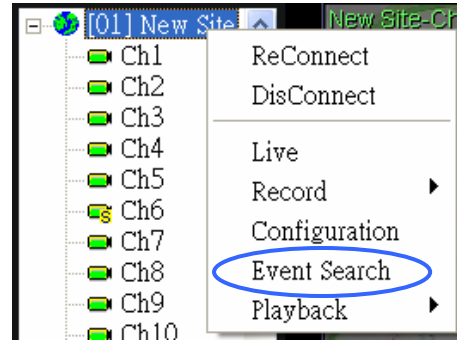 [01] New Site
New Site-Ch
Ch1
Ch2
Ch3
Ch4
Ch5
S
Ch6
Ch7
Ch8
Ch9
Ch10
ReConnect
DisConnect
Live
Record
Configuration
Event Search
Playback